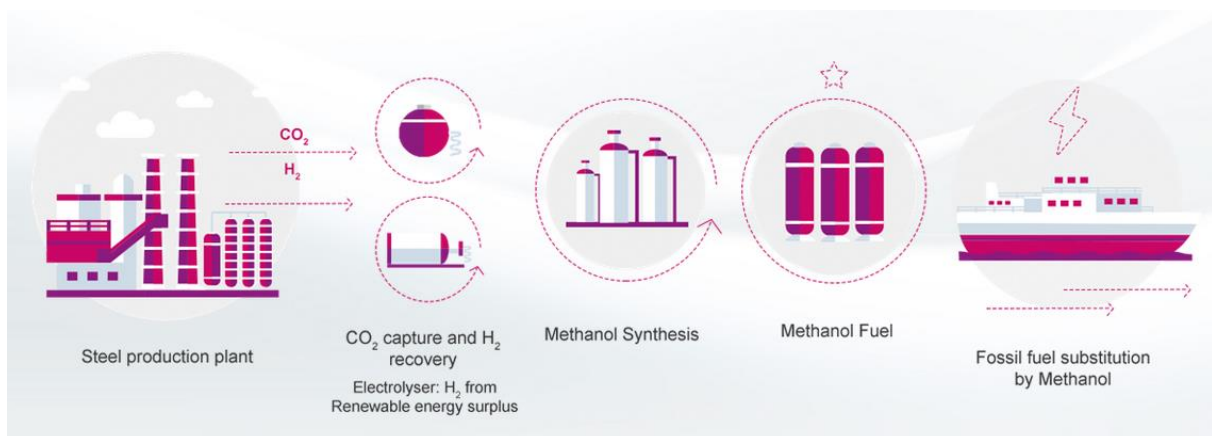 CO₂
H₂
Steel production plant
CO₂ capture and H₂
recovery
Electrolyser: H₂ from
Renewable energy surplus
Methanol Synthesis
Methanol Fuel
Fossil fuel substitution
by Methanol